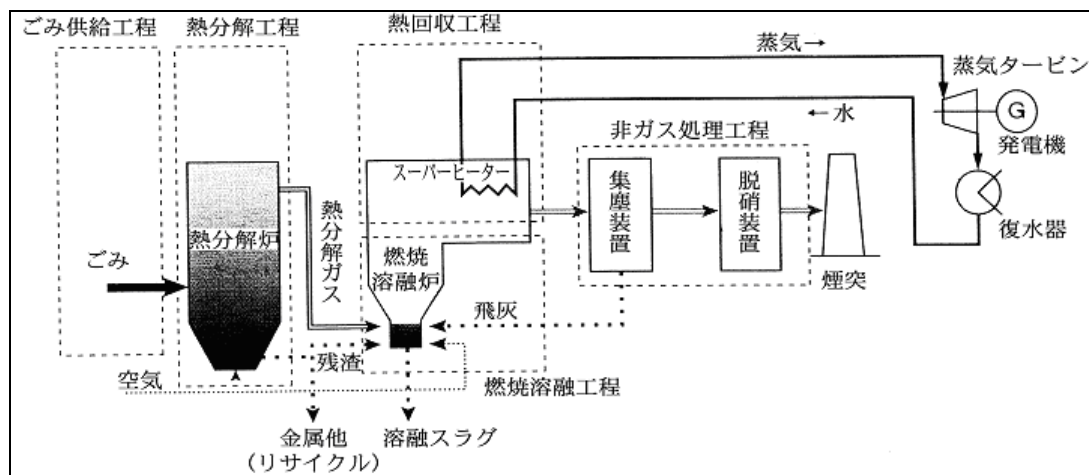 ごみ供給工程
熱分解工程
熱回収工程
蒸気→
蒸気タービン
←水
G
発電機
非ガス処理工程
スーパーヒーター
集塵装置
脱硝装置
復水器
熱分解炉
熱分解ガス
燃焼
溶融炉
ごみ
煙突
飛灰
残渣
空気
燃焼溶融工程
金属他
(リサイクル)
溶融スラグ